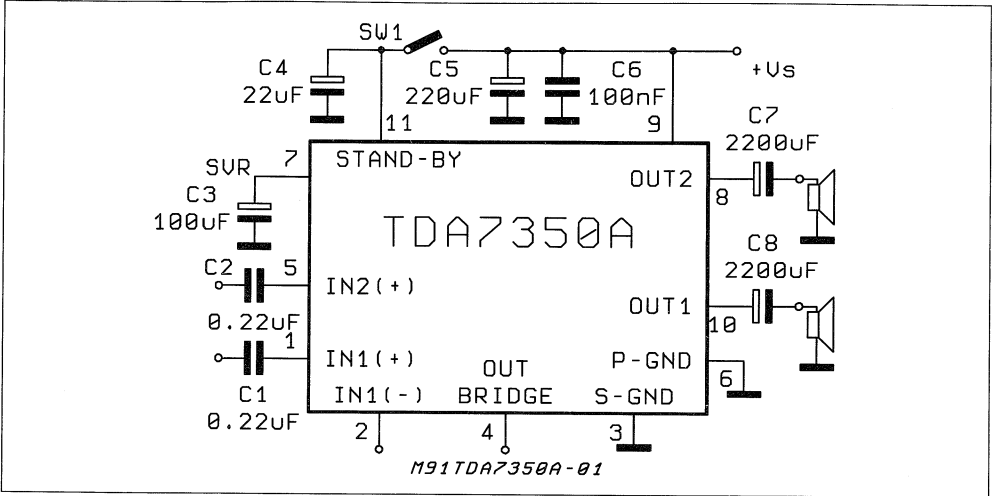 SW1
C4
22uF
C5
220uF
C6
100nF
+Vs
11
9
C7
2200uF
7
STAND-BY
SVR
OUT2
8
C3
100uF
TDA7350A
C8
2200uF
C2
5
IN2(+)
0.22uF
OUT1
10
1
IN1(+)
OUT
BRIDGE
P-GND
6
C1
0.22uF
IN1(-)
S-GND
2
4
3
M91TDA7350A-01